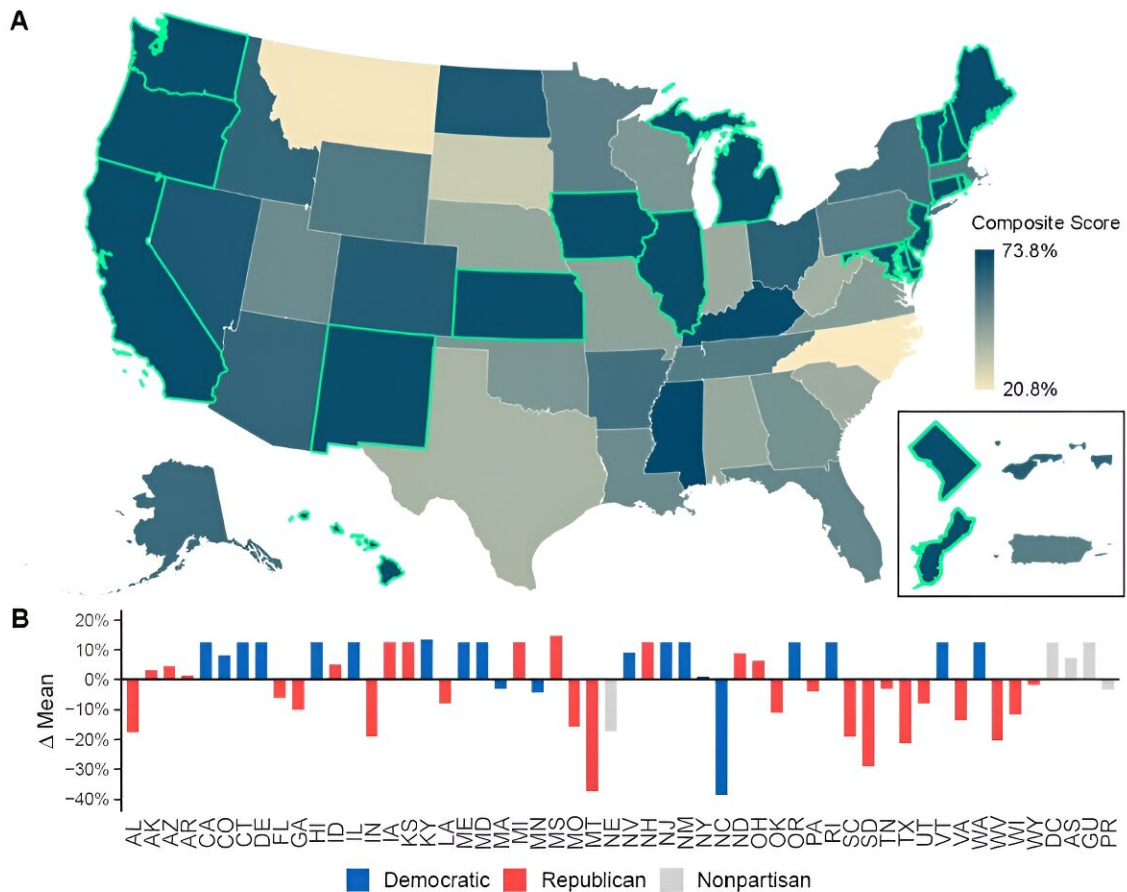 A
Composite Score
73.8%
20.8%
B
20%
10%
0%
−10%
−20%
−30%
−40%
Δ Mean
AL AK AZ AR CA CO CT DE FL GA HI ID IL IN IA KS KY LA ME MD MA MI MN MS MO MT NE NV NH NJ NM NY NC ND OH OK OR PA RI SC SD TN TX UT VT VA WA WV WI WY DC AS GU PR
Democratic Republican Nonpartisan